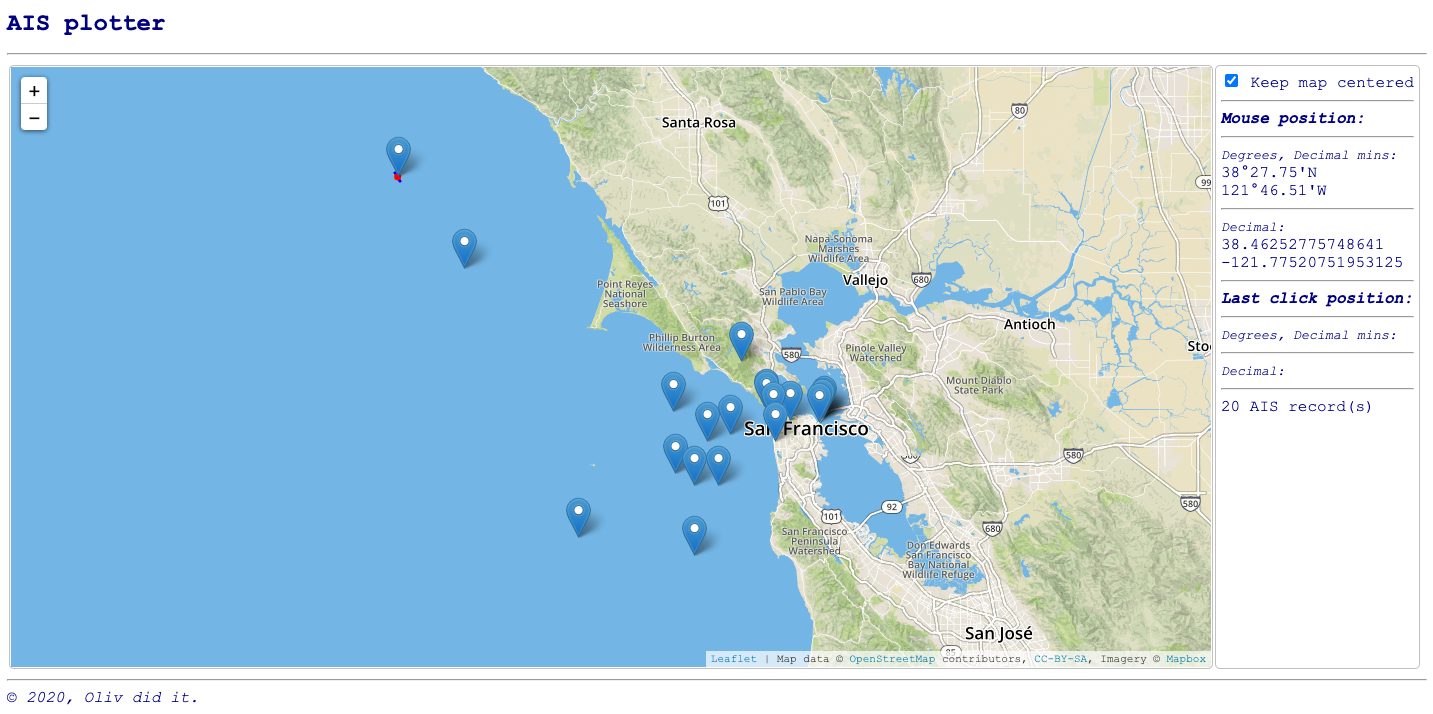 AIS plotter
+
−
Santa Rosa
80
99
101
Napa-Sonoma
Marshes
Wildlife Area
Vallejo
680
Point Reyes
National
Seashore
San Pablo Bay
Wildlife Area
Antioch
Phillip Burton
Wilderness Area
580
Pinole Valley
Watershed
Sto
Mount Diablo
State Park
San Francisco
580
580
92
101
680
San Francisco
Peninsula
Watershed
Don Edwards
San Francisco
Bay National
Wildlife Refuge
San José
85
Leaflet | Map data © OpenStreetMap contributors, CC-BY-SA, Imagery © Mapbox
Keep map centered
Mouse position:
Degrees, Decimal mins:
38°27.75'N
121°46.51'W
Decimal:
38.46252775748641
-121.77520751953125
Last click position:
Degrees, Decimal mins:
Decimal:
20 AIS record(s)
© 2020, Oliv did it.